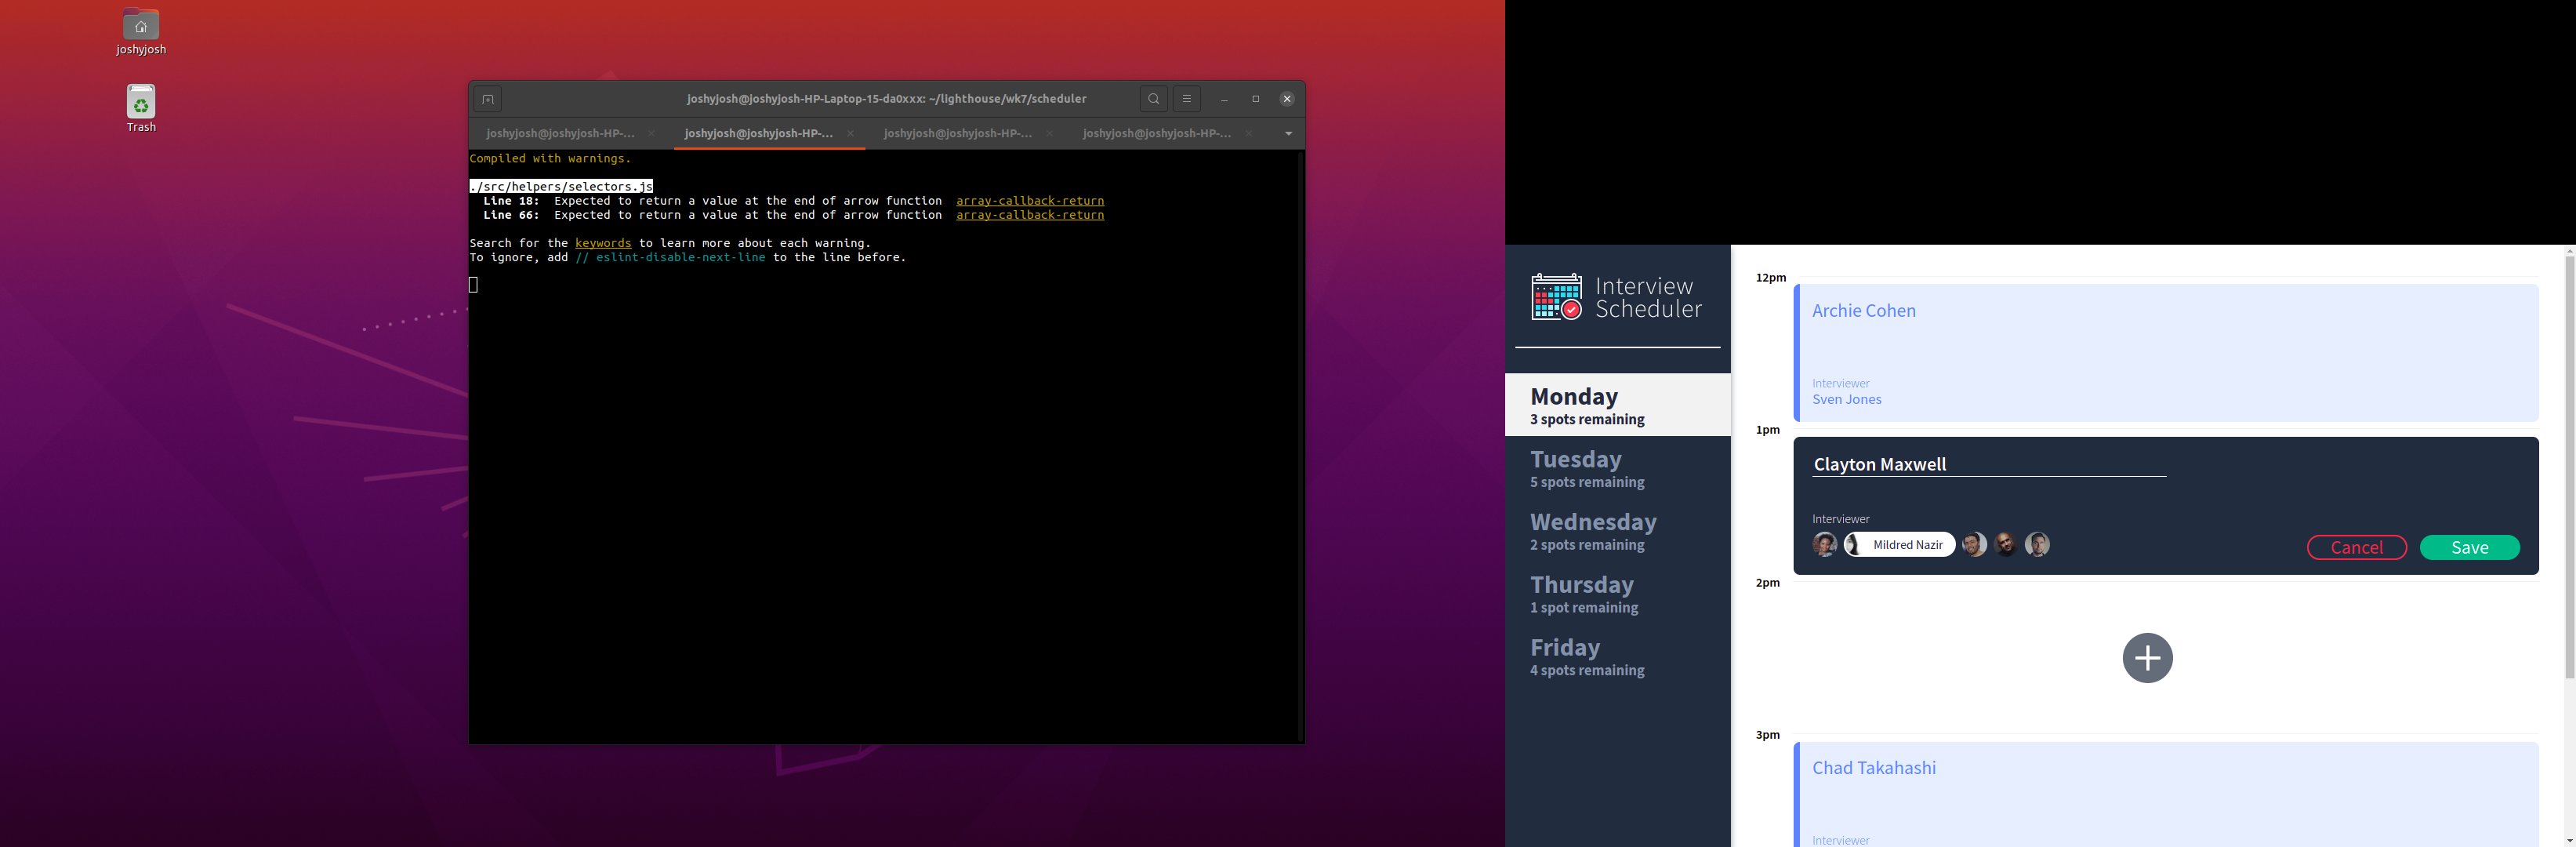 joshyjosh
Trash
joshyjosh@joshyjosh-HP-Laptop-15-da0xxx: ~/lighthouse/wk7/scheduler
joshyjosh@joshyjosh-HP-...
joshyjosh@joshyjosh-HP-...
joshyjosh@joshyjosh-HP-...
joshyjosh@joshyjosh-HP-...
Compiled with warnings.
./src/helpers/selectors.js
Line 18:  Expected to return a value at the end of arrow function  array-callback-return
Line 66:  Expected to return a value at the end of arrow function  array-callback-return
Search for the keywords to learn more about each warning.
To ignore, add // eslint-disable-next-line to the line before.
Interview
Scheduler
Monday
3 spots remaining
Tuesday
5 spots remaining
Wednesday
2 spots remaining
Thursday
1 spot remaining
Friday
4 spots remaining
12pm
Archie Cohen
Interviewer
Sven Jones
1pm
Clayton Maxwell
Interviewer
Mildred Nazir
Cancel
Save
2pm
3pm
Chad Takahashi
Interviewer